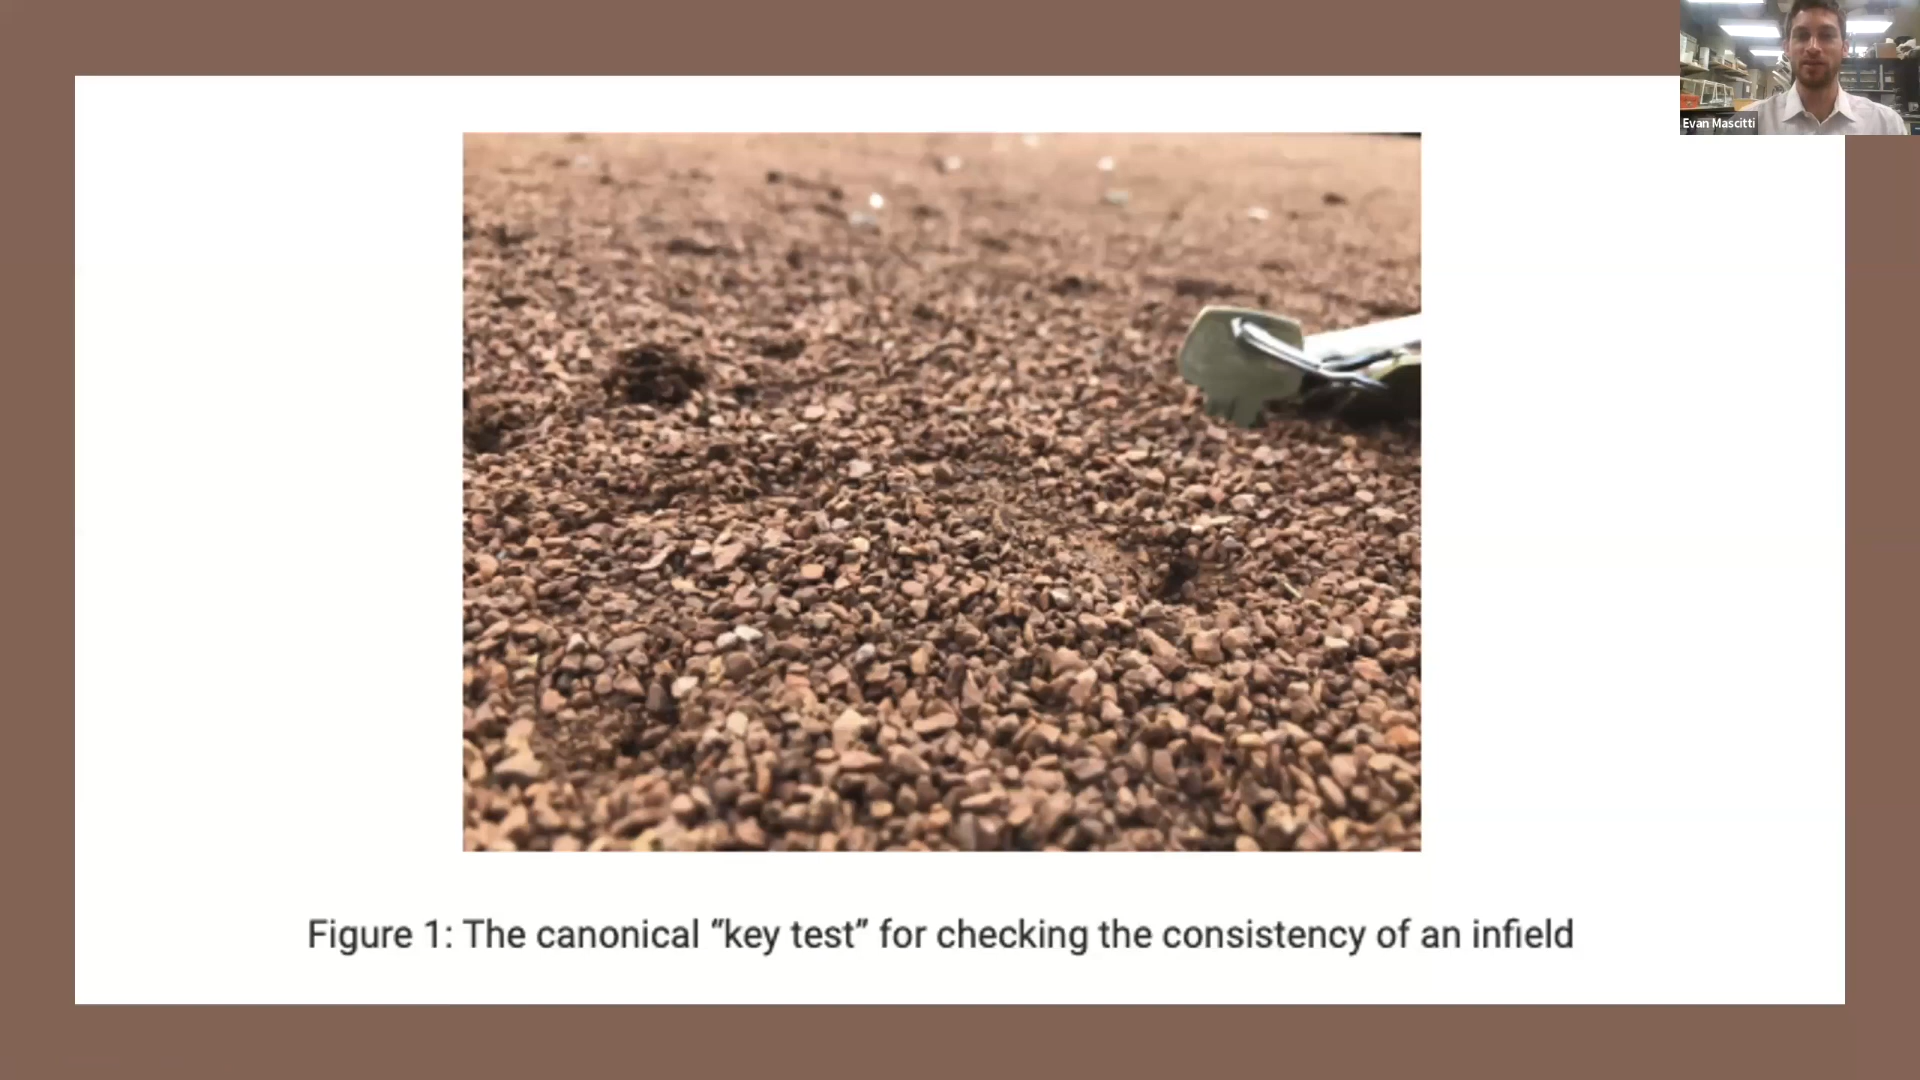 Evan Mascitti
Figure 1: The canonical “key test” for checking the consistency of an infield